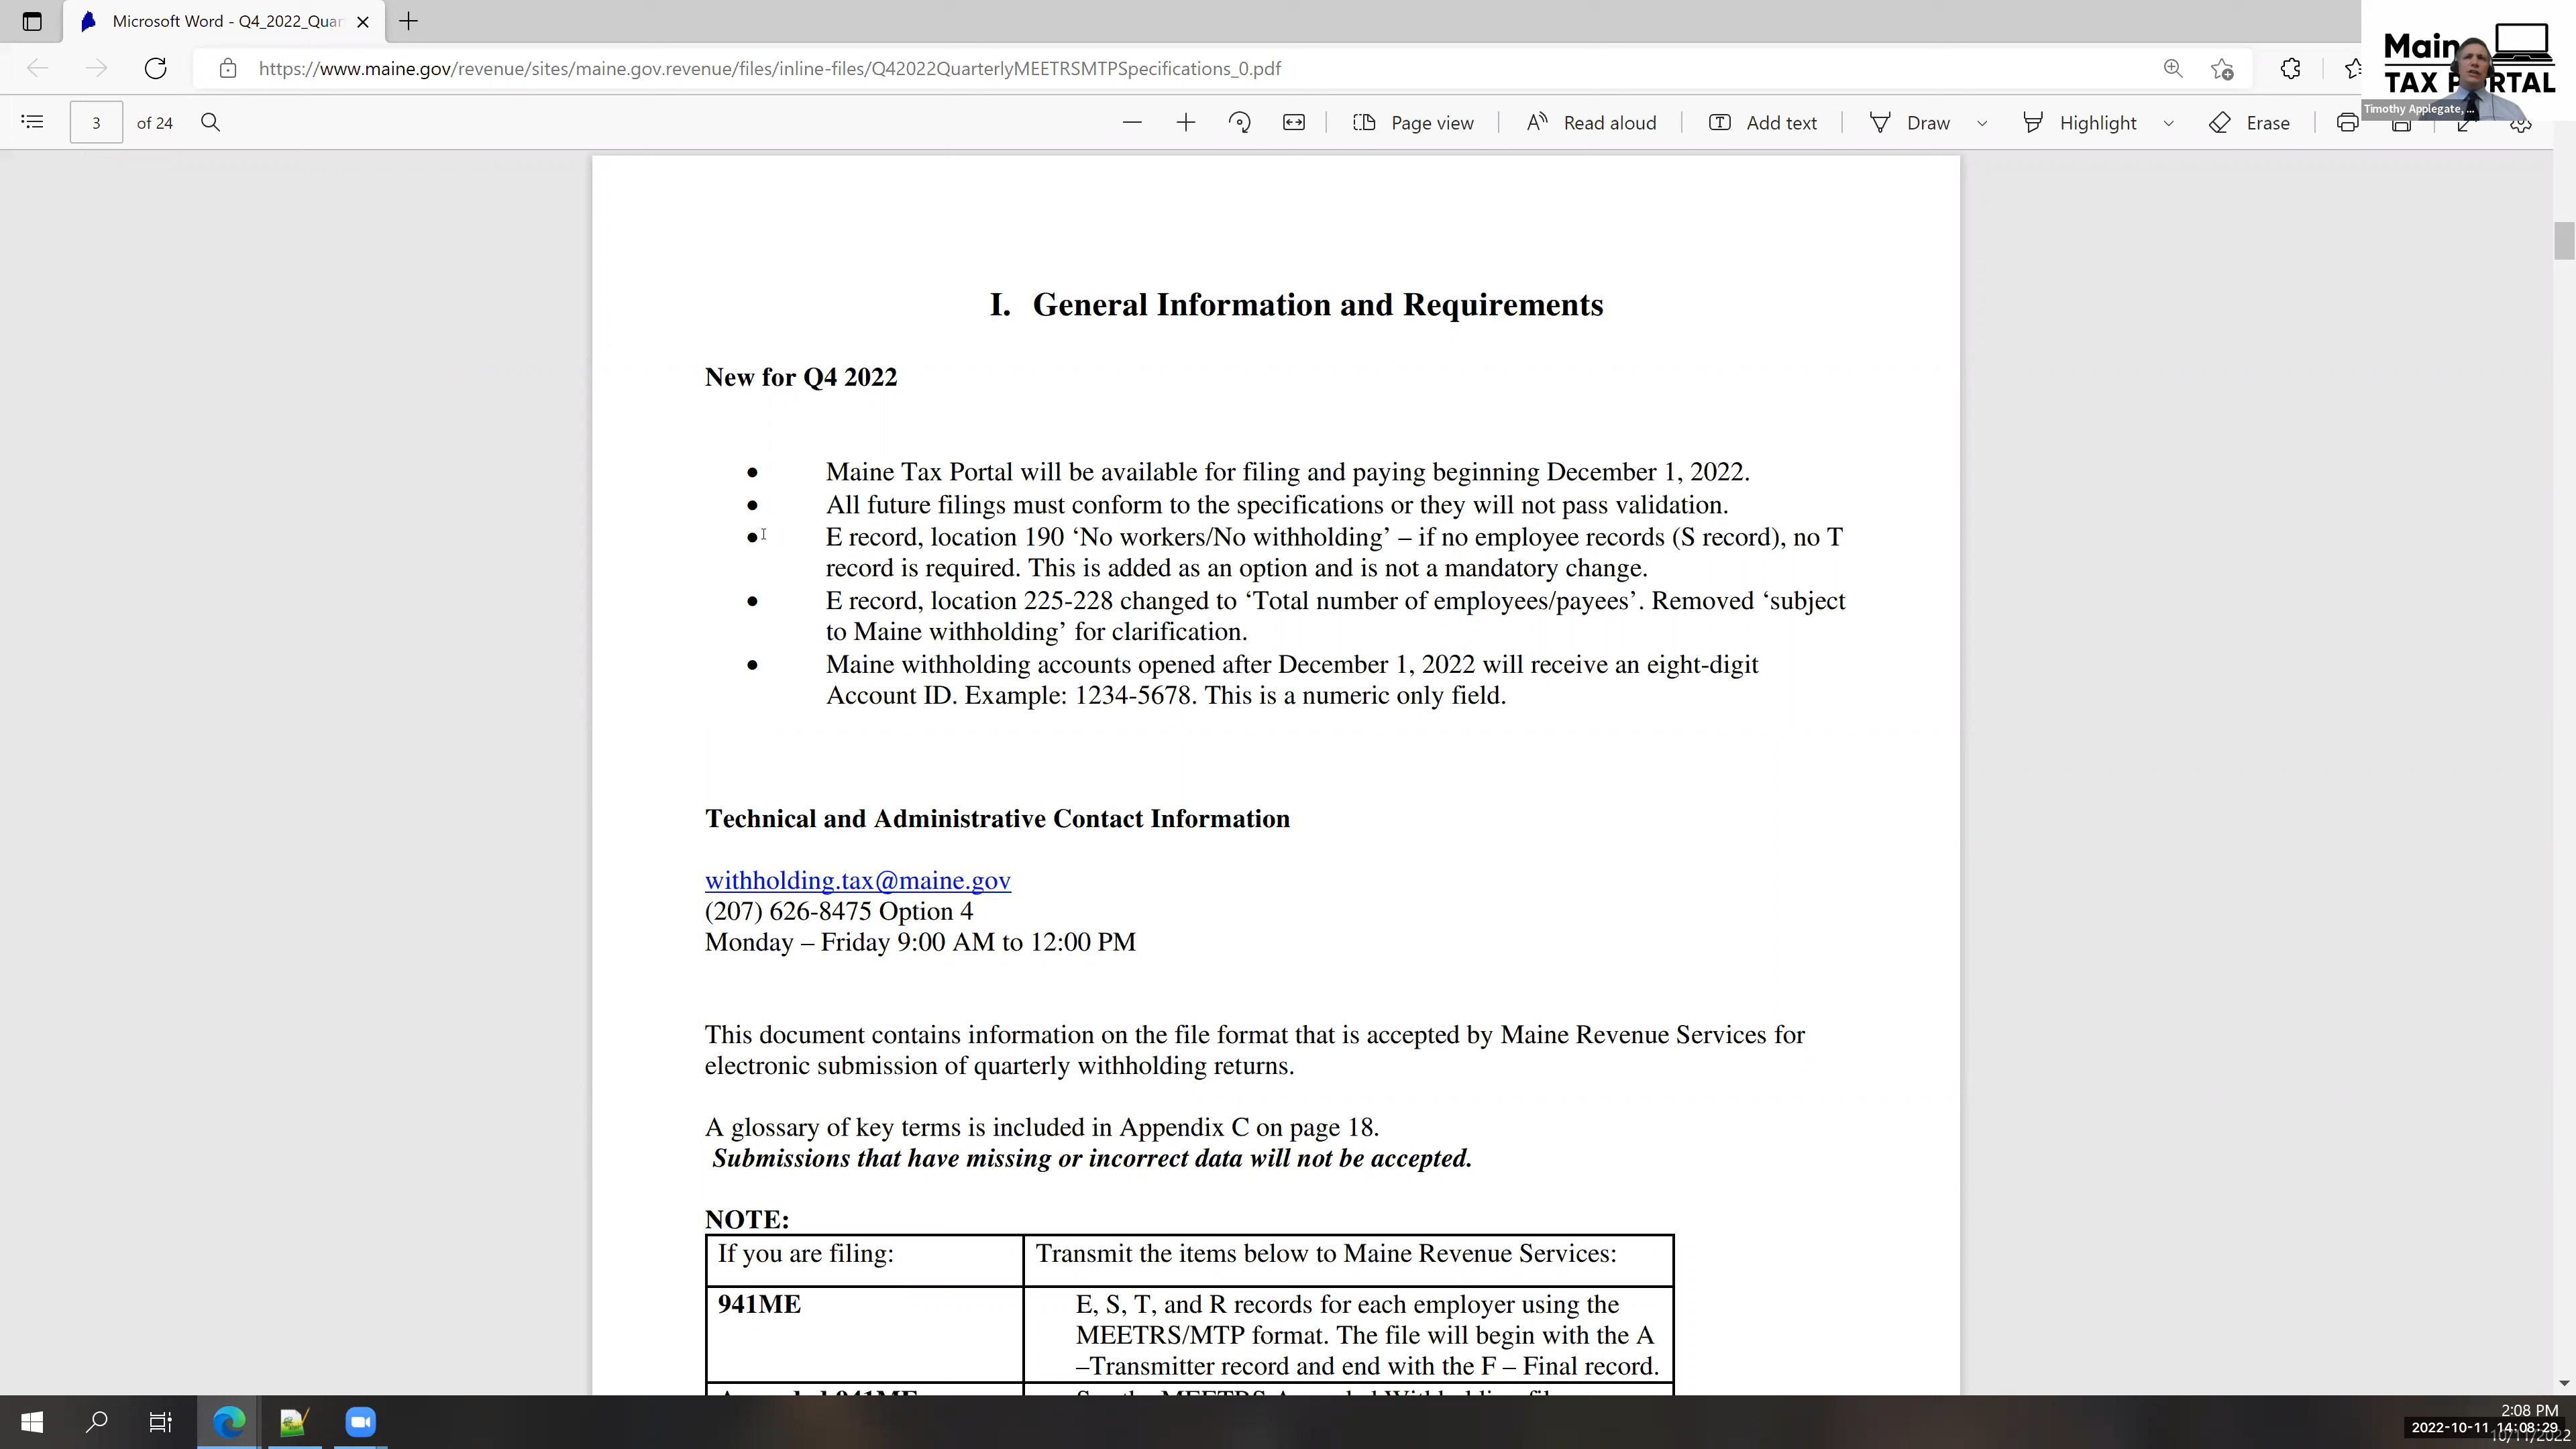 Microsoft Word - Q4_2022_Quar
https://www.maine.gov/revenue/sites/maine.gov.revenue/files/inline-files/Q42022QuarterlyMEETRSMTPSpecifications_0.pdf
TAX PORTAL
Timothy Applegate, ...
3 of 24
Page view
Read aloud
Add text
Draw
Highlight
Erase
I. General Information and Requirements
New for Q4 2022
• Maine Tax Portal will be available for filing and paying beginning December 1, 2022.
• All future filings must conform to the specifications or they will not pass validation.
• E record, location 190 ‘No workers/No withholding’ – if no employee records (S record), no T
record is required. This is added as an option and is not a mandatory change.
• E record, location 225-228 changed to ‘Total number of employees/payees’. Removed ‘subject
to Maine withholding’ for clarification.
• Maine withholding accounts opened after December 1, 2022 will receive an eight-digit
Account ID. Example: 1234-5678. This is a numeric only field.
Technical and Administrative Contact Information
withholding.tax@maine.gov
(207) 626-8475 Option 4
Monday – Friday 9:00 AM to 12:00 PM
This document contains information on the file format that is accepted by Maine Revenue Services for
electronic submission of quarterly withholding returns.
A glossary of key terms is included in Appendix C on page 18.
Submissions that have missing or incorrect data will not be accepted.
NOTE:
If you are filing:
Transmit the items below to Maine Revenue Services:
941ME
E, S, T, and R records for each employer using the
MEETRS/MTP format. The file will begin with the A
–Transmitter record and end with the F – Final record.
2:08 PM
2022-10-11 14:08:29
10/11/2022